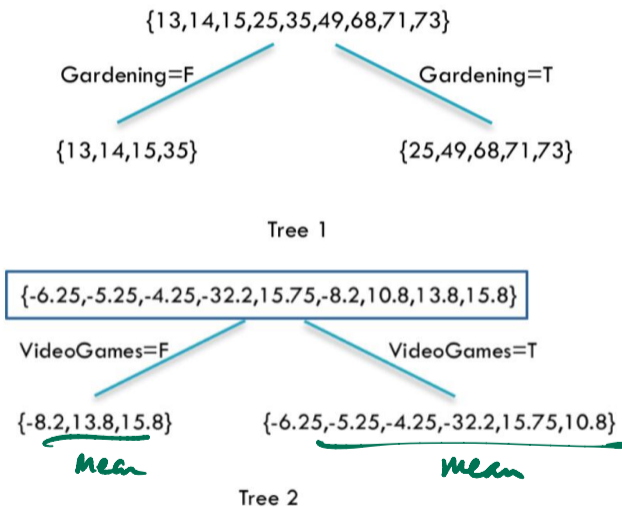 {13,14,15,25,35,49,68,71,73}
Gardening=F Gardening=T
{13,14,15,35} {25,49,68,71,73}
Tree 1
{-6.25,-5.25,-4.25,-32.2,15.75,-8.2,10.8,13.8,15.8}
VideoGames=F VideoGames=T
{-8.2,13.8,15.8} {-6.25,-5.25,-4.25,-32.2,15.75,10.8}
Mean mean
Tree 2